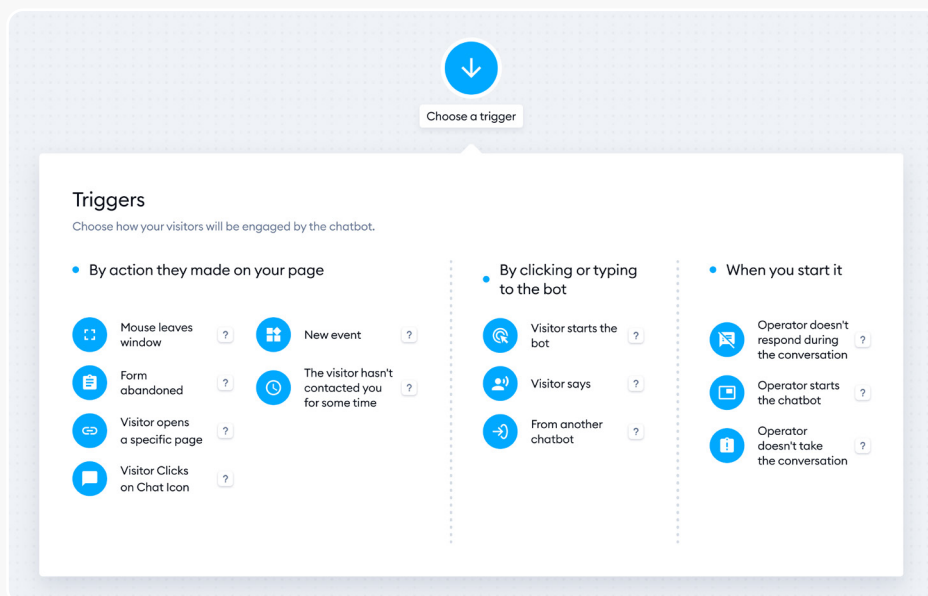 Choose a trigger
Triggers
Choose how your visitors will be engaged by the chatbot.
By action they made on your page
Mouse leaves
window
?
Form
abandoned
?
Visitor opens
a specific page
?
Visitor Clicks
on Chat Icon
?
New event
?
The visitor hasn't
contacted you
for some time
?
By clicking or typing
to the bot
Visitor starts the
bot
?
Visitor says
?
From another
chatbot
?
When you start it
Operator doesn't
respond during
the conversation
?
Operator starts
the chatbot
?
Operator
doesn't take
the conversation
?